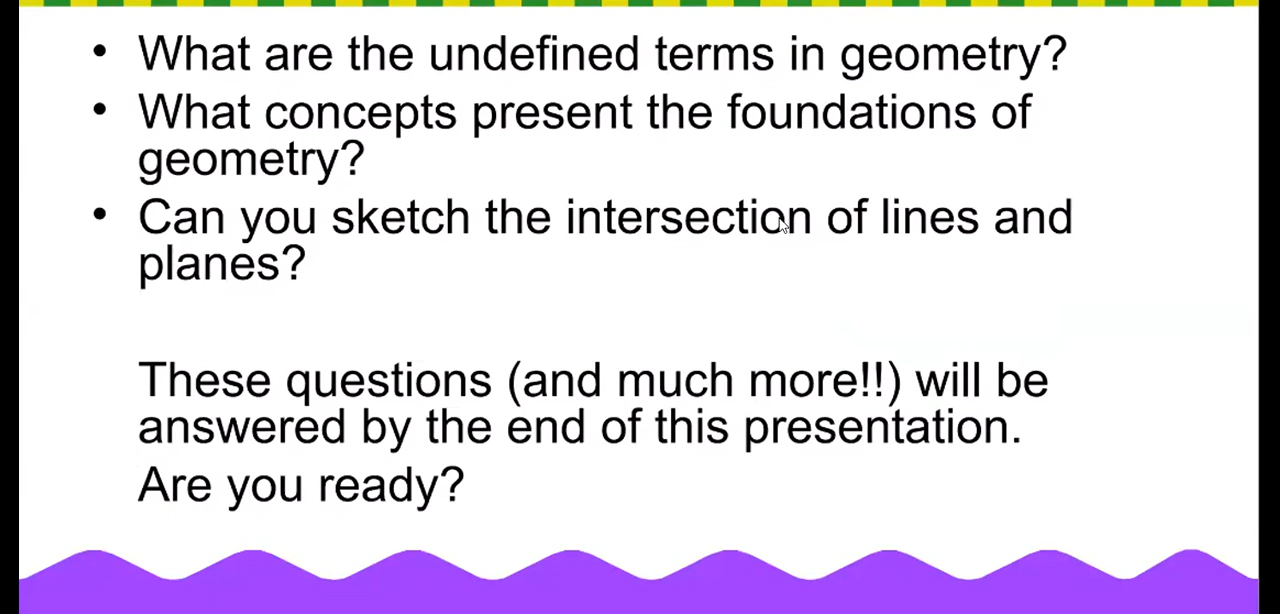 • What are the undefined terms in geometry?
• What concepts present the foundations of
geometry?
• Can you sketch the intersection of lines and
planes?
These questions (and much more!!) will be
answered by the end of this presentation.
Are you ready?